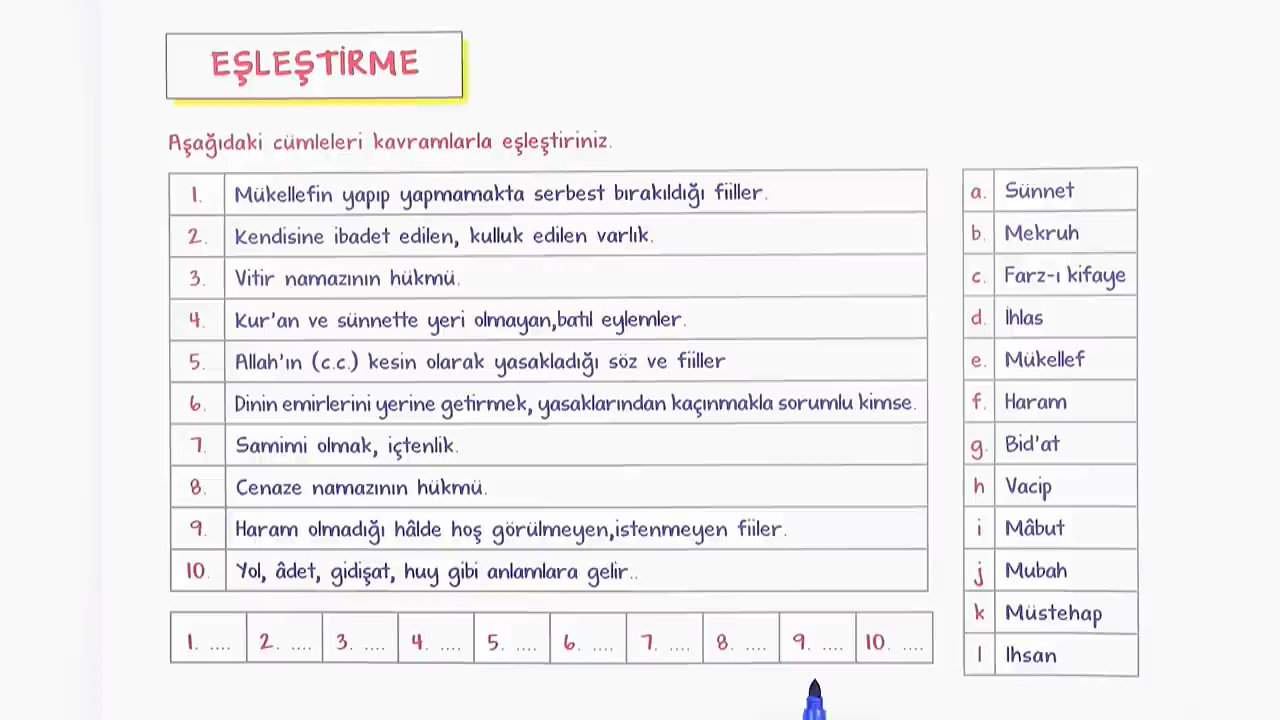 EŞLEŞTİRME
Aşağıdaki cümleleri kavramlarla eşleştiriniz.
1. Mükellefin yapıp yapmamakta serbest bırakıldığı fiiller.
2. Kendisine ibadet edilen, kulluk edilen varlık.
3. Vitir namazının hükmü.
4. Kur'an ve sünnette yeri olmayan,batıl eylemler.
5. Allah'ın (c.c.) kesin olarak yasakladığı söz ve fiiller
6. Dinin emirlerini yerine getirmek, yasaklarından kaçınmakla sorumlu kimse.
7. Samimi olmak, içtenlik.
8. Cenaze namazının hükmü.
9. Haram olmadığı hâlde hoş görülmeyen,istenmeyen fiiler.
10. Yol, âdet, gidişat, huy gibi anlamlara gelir..
a. Sünnet
b. Mekruh
c. Farz-ı kifaye
d. İhlas
e. Mükellef
f. Haram
g. Bid'at
h Vacip
i Mâbut
j Mubah
k Müstehap
l Ihsan
1. .... 2. .... 3. .... 4. .... 5. .... 6. .... 7. .... 8. .... 9. .... 10. ....